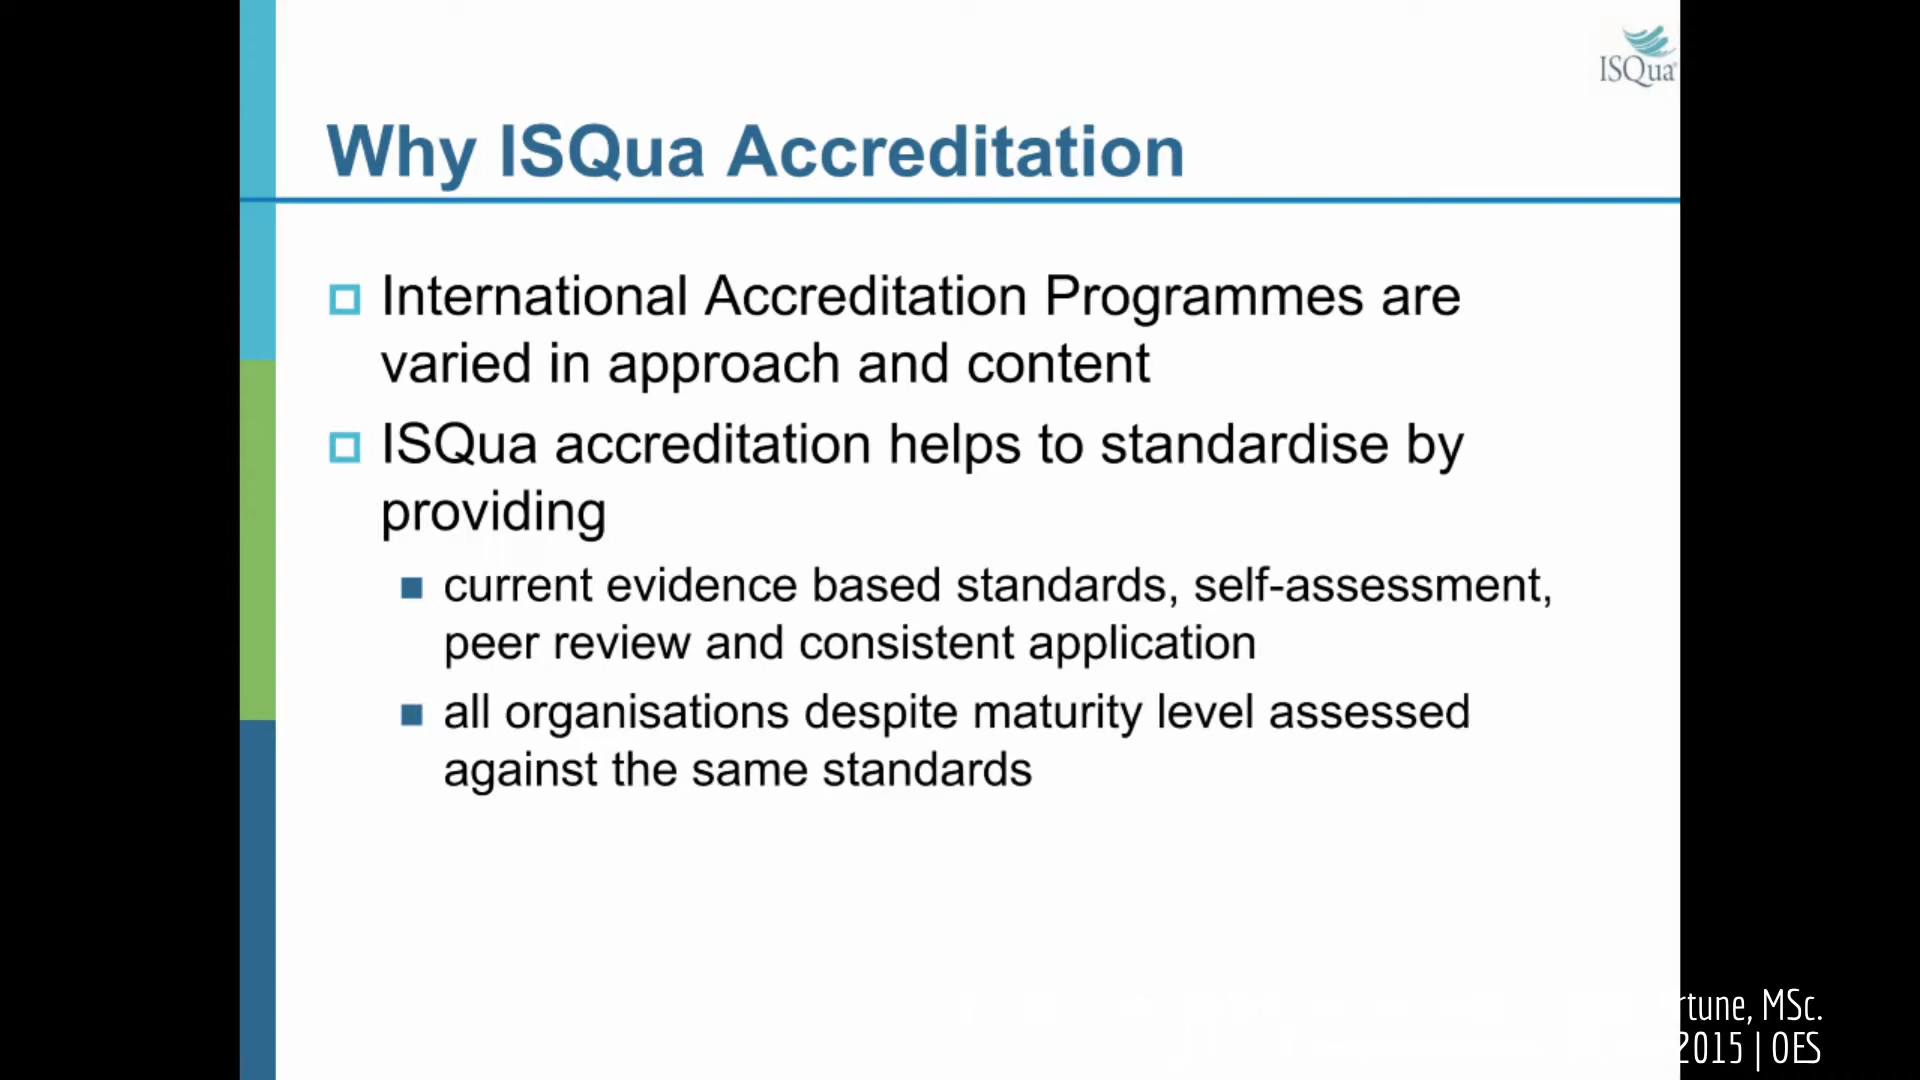 ISQua
Why ISQua Accreditation
International Accreditation Programmes are
varied in approach and content
ISQua accreditation helps to standardise by
providing
current evidence based standards, self-assessment,
peer review and consistent application
all organisations despite maturity level assessed
against the same standards
MSc.
2015 | OES